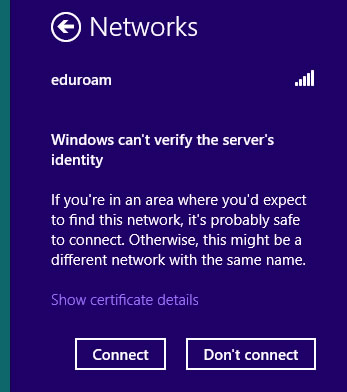 Networks
eduroam
Windows can't verify the server's
identity
If you're in an area where you'd expect
to find this network, it's probably safe
to connect. Otherwise, this might be a
different network with the same name.
Show certificate details
Connect
Don't connect